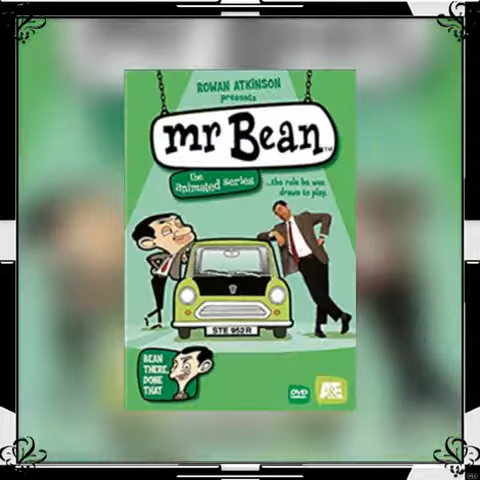 ROWAN ATKINSON
presents
mr Bean™
the
animated series
...the role he was
drawn to play.
STE 952R
BEAN
THERE,
DONE
THAT
DVD
A&E